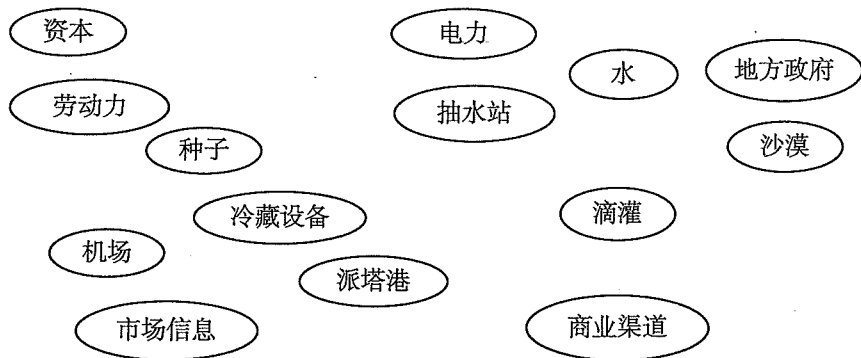 资本
电力
水
地方政府
劳动力
抽水站
种子
沙漠
冷藏设备
滴灌
机场
派塔港
市场信息
商业渠道